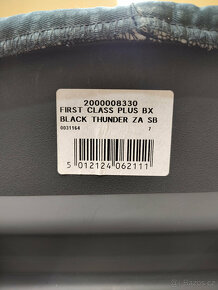 2000008330
FIRST CLASS PLUS BX
BLACK THUNDER ZA SB
0031164 7
5 012124 062111